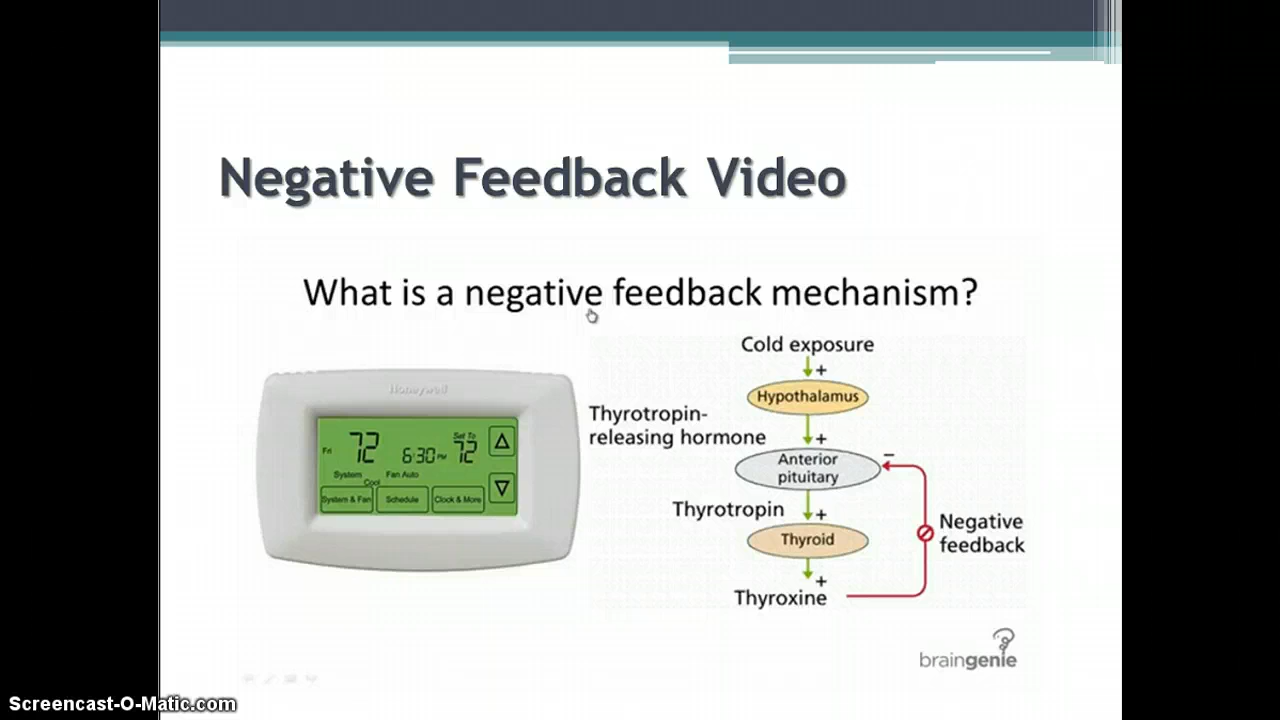 Negative Feedback Video
What is a negative feedback mechanism?
Honeywell
Fri
72
6:30 PM
Set To
72
System
Cool
Fan Auto
System & Fan
Schedule
Clock & More
Cold exposure
+
Hypothalamus
Thyrotropin-
releasing hormone
+
Anterior
pituitary
–
Thyrotropin
+
Thyroid
Negative
feedback
+
Thyroxine
braingenie
Screencast-O-Matic.com